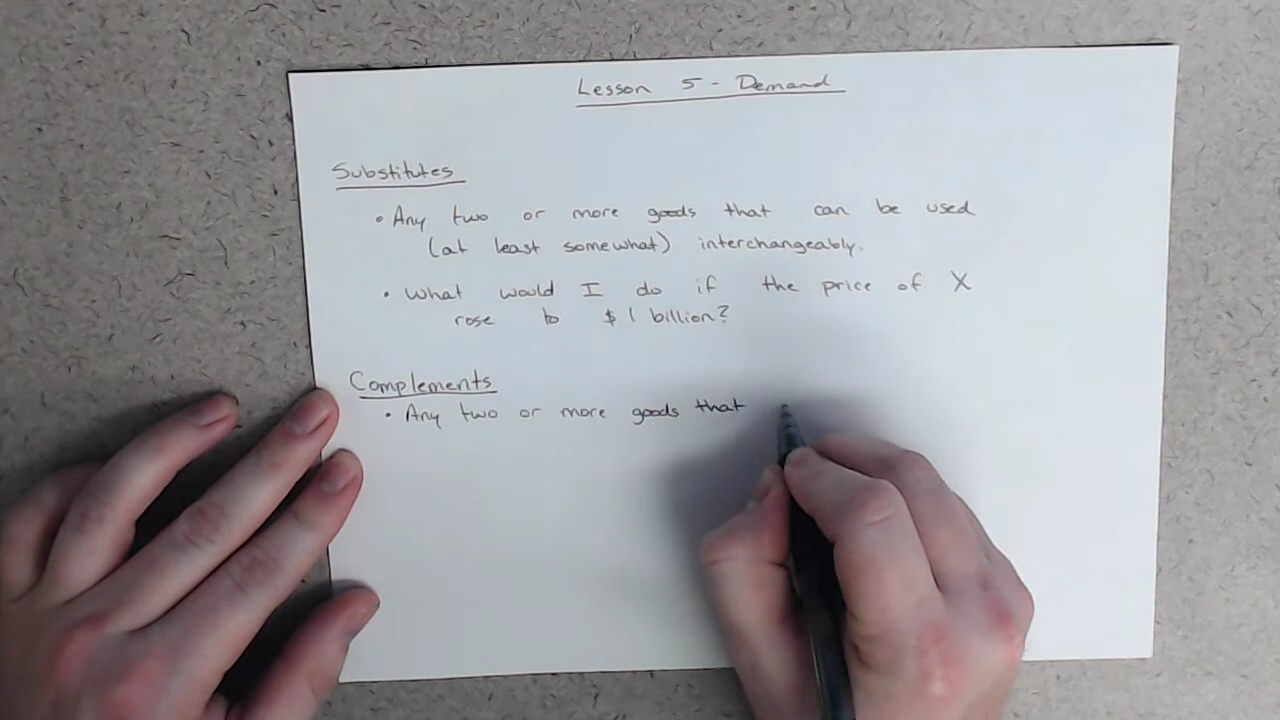 Lesson 5 - Demand
Substitutes
• Any two or more goods that can be used
(at least somewhat) interchangeably.
• What would I do if the price of X
rose to $1 billion?
Complements
• Any two or more goods that